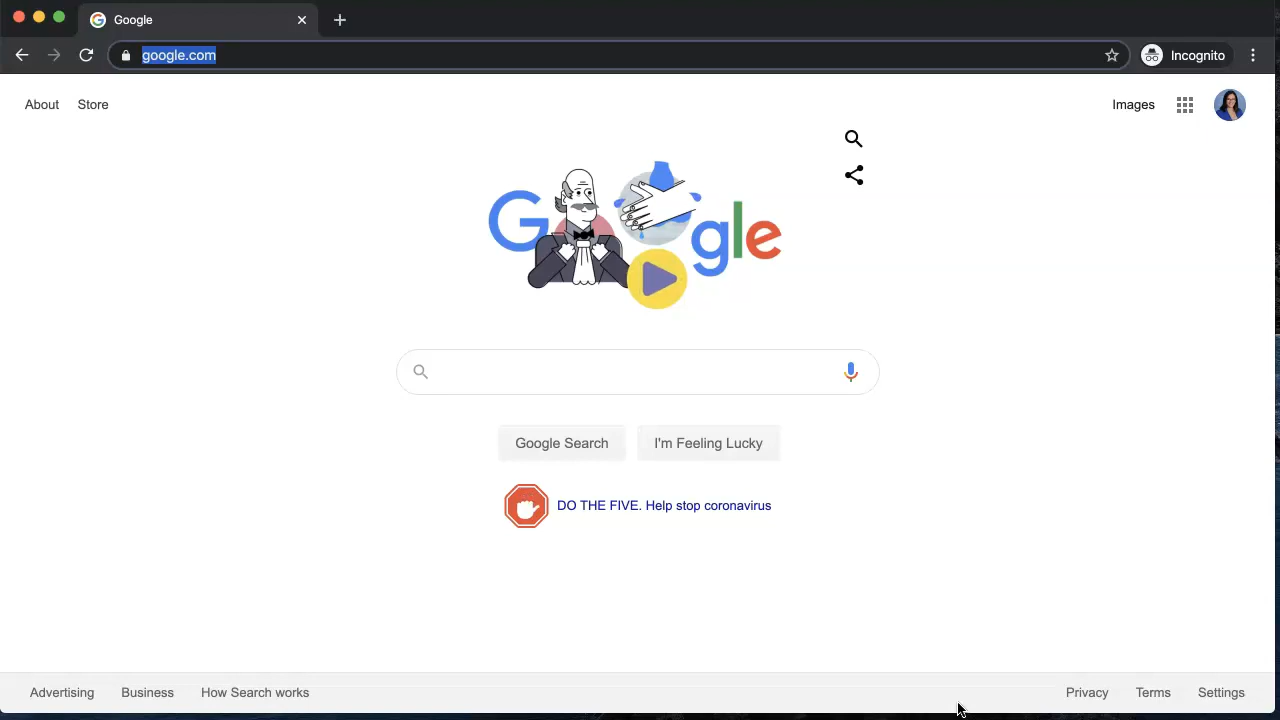 Google
google.com
Incognito
About
Store
Images
Google
Google Search
I'm Feeling Lucky
DO THE FIVE. Help stop coronavirus
Advertising
Business
How Search works
Privacy
Terms
Settings